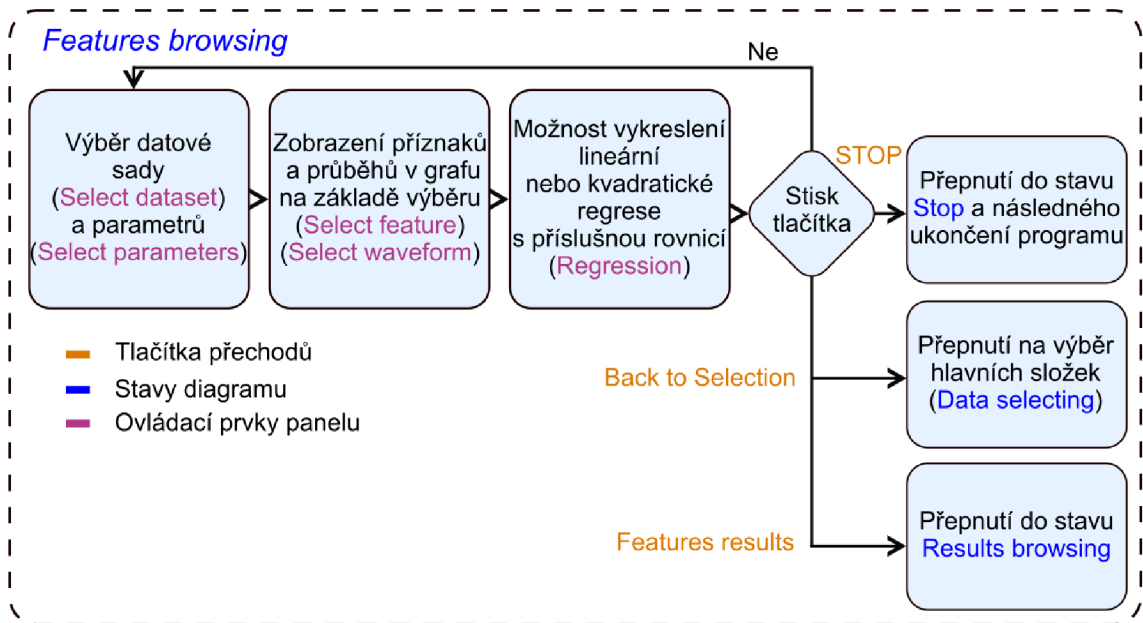 Features browsing
Ne
Výběr datové
sady
(Select dataset)
a parametrů
(Select parameters)
Zobrazení příznaků
a průběhů v grafu
na základě výběru
(Select feature)
(Select waveform)
Možnost vykreslení
lineární
nebo kvadratické
regrese
s příslušnou rovnicí
(Regression)
Stisk
tlačítka
STOP
Přepnutí do stavu
Stop a následného
ukončení programu
Tlačítka přechodů
Stavy diagramu
Ovládací prvky panelu
Back to Selection
Přepnutí na výběr
hlavních složek
(Data selecting)
Features results
Přepnutí do stavu
Results browsing